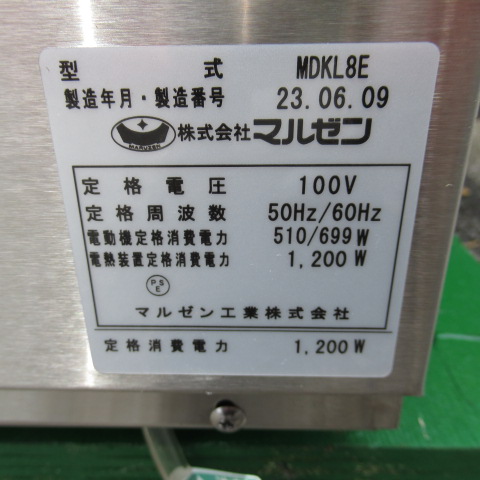 型式 MDKL8E
製造年月・製造番号 23.06.09
MARUZEN 株式会社マルゼン
定格電圧 100V
定格周波数 50Hz/60Hz
電動機定格消費電力 510/699W
電熱装置定格消費電力 1,200W
PSE
マルゼン工業株式会社
定格消費電力 1,200W